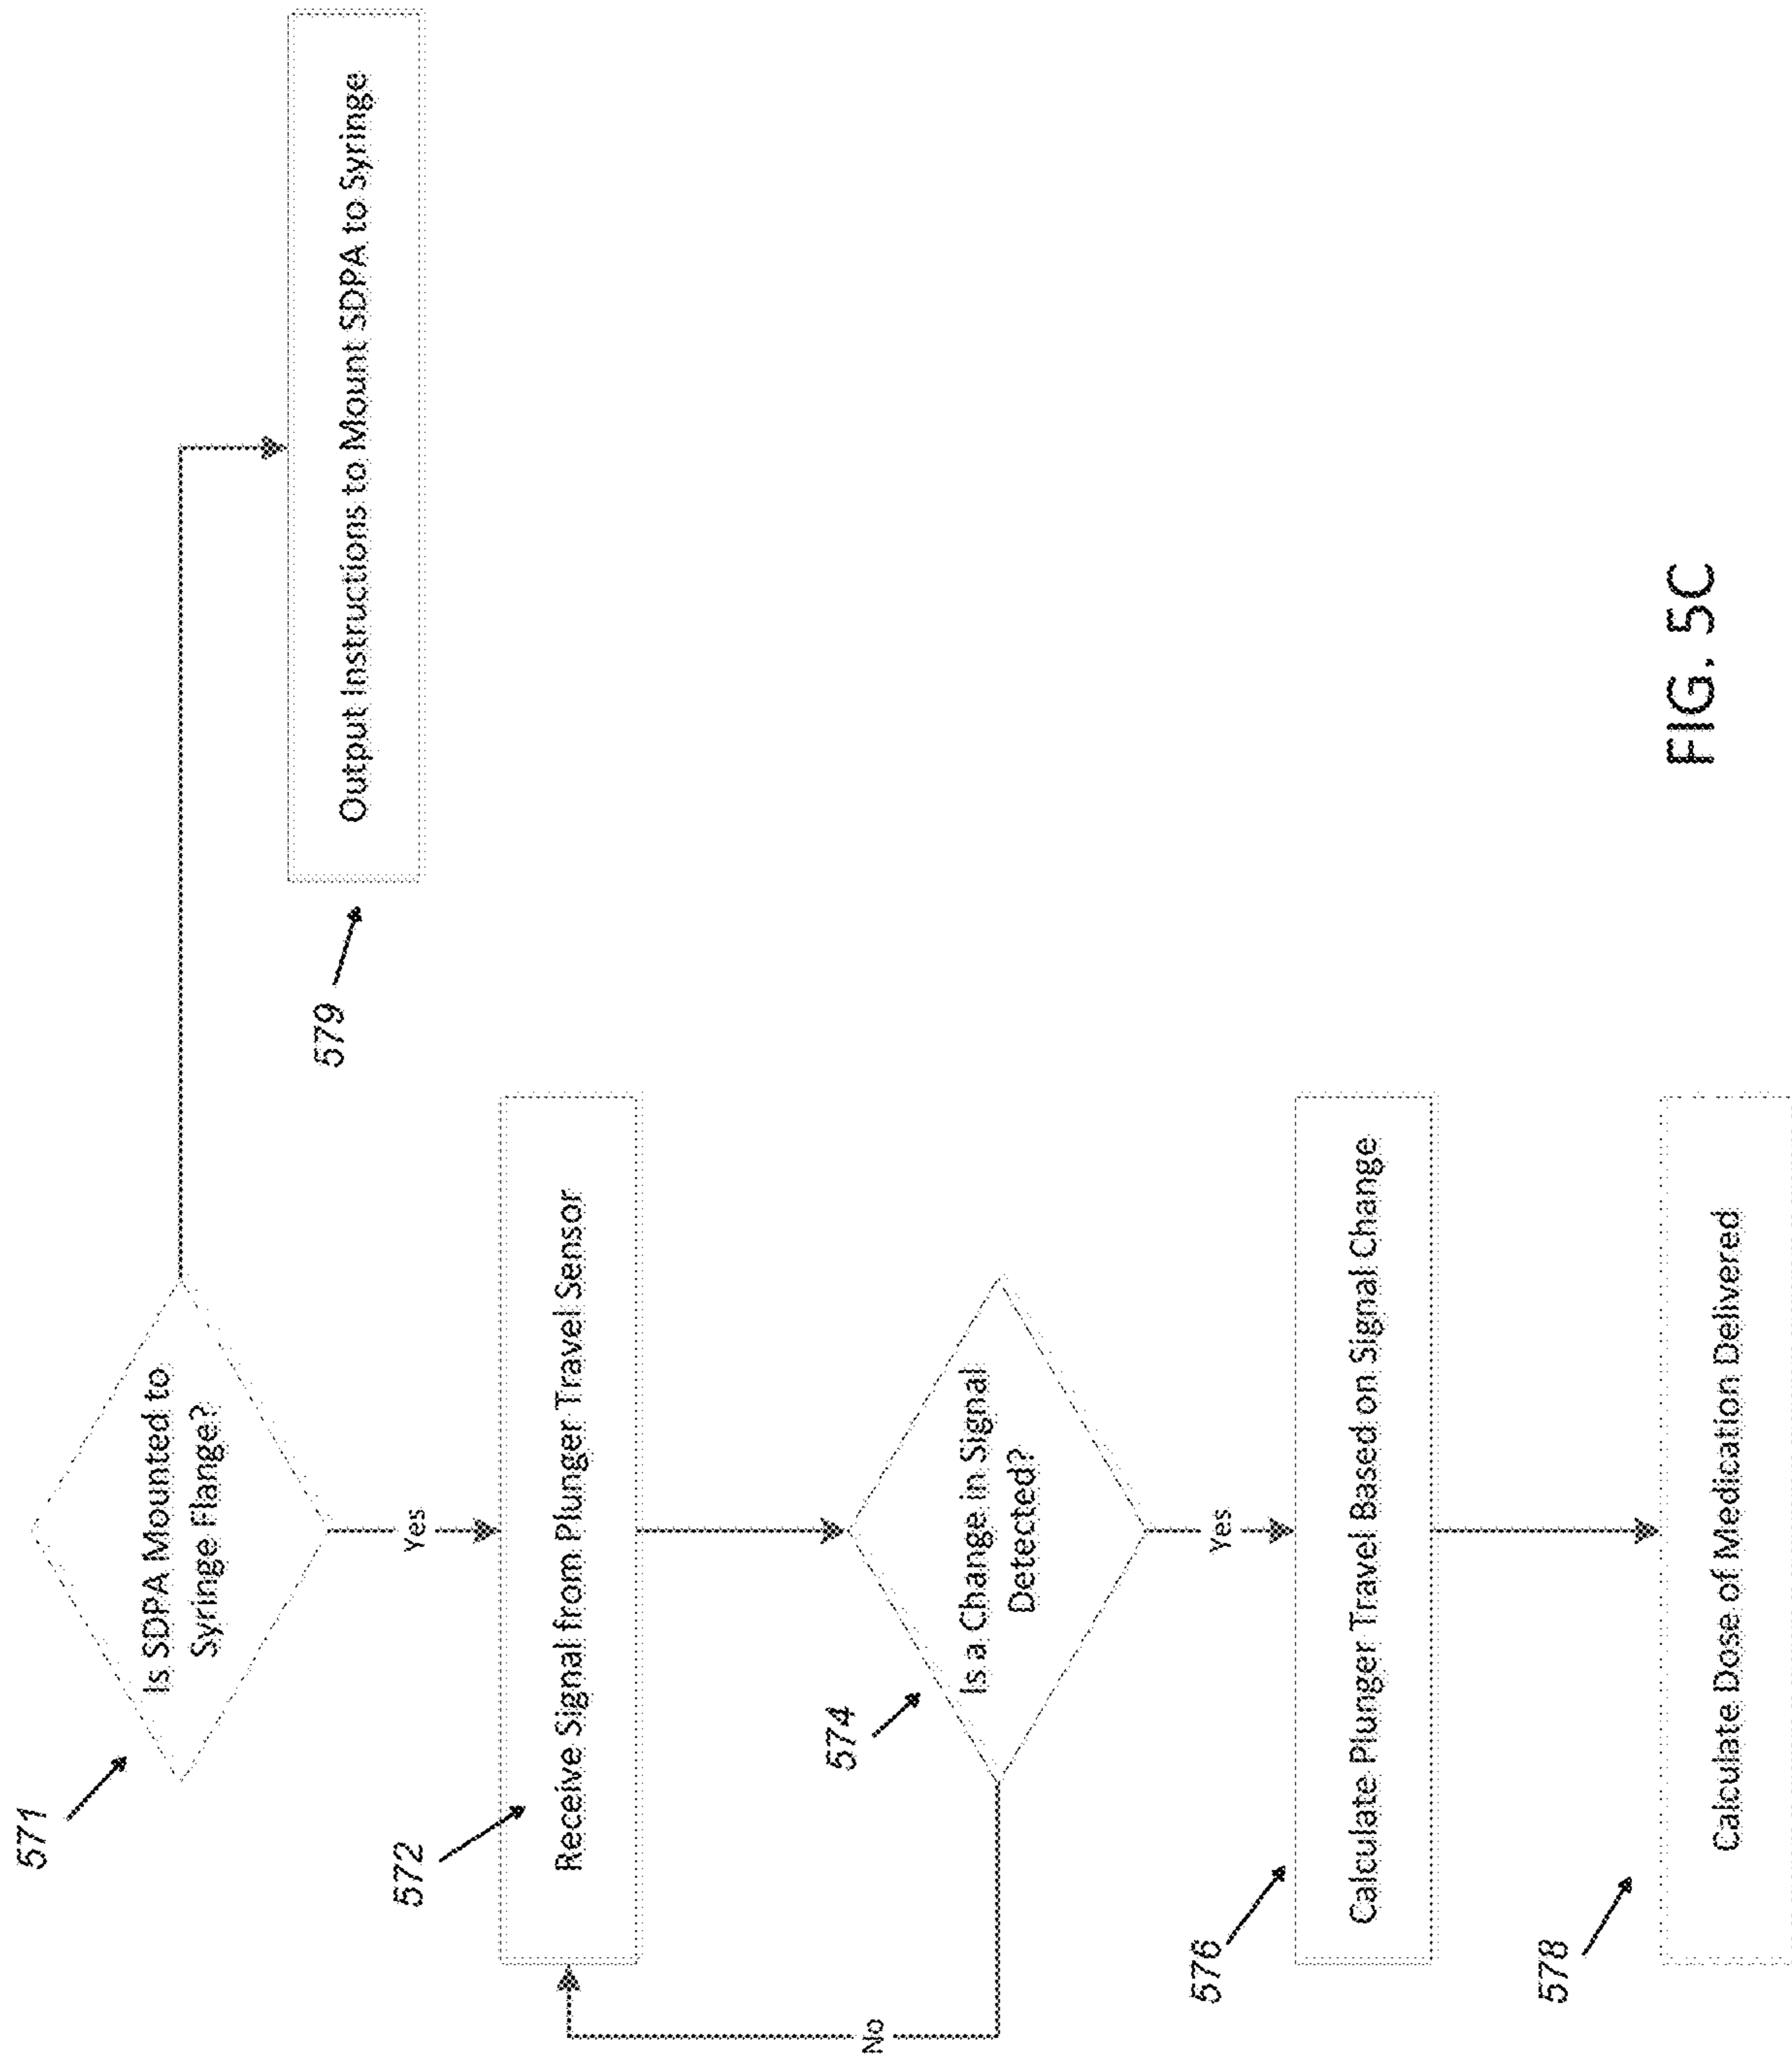 571
Is SDPA Mounted to
Syringe Flange?
Yes
579
Output Instructions to Mount SDPA to Syringe
572
Receive Signal from Plunger Travel Sensor
574
Is a Change in Signal
Detected?
No
Yes
576
Calculate Plunger Travel Based on Signal Change
578
Calculate Dose of Medication Delivered
FIG. 5C